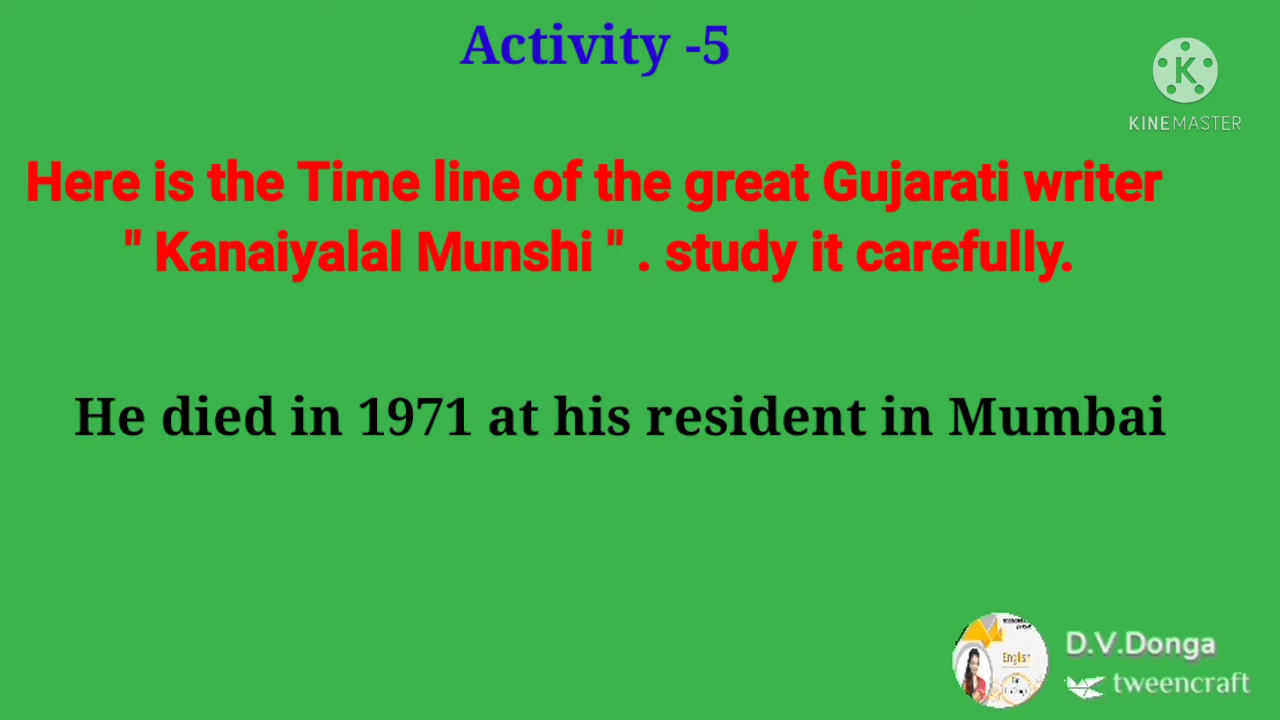 Activity -5
KINEMASTER
Here is the Time line of the great Gujarati writer
" Kanaiyalal Munshi " . study it carefully.
He died in 1971 at his resident in Mumbai
English
D.V.Donga
tweencraft